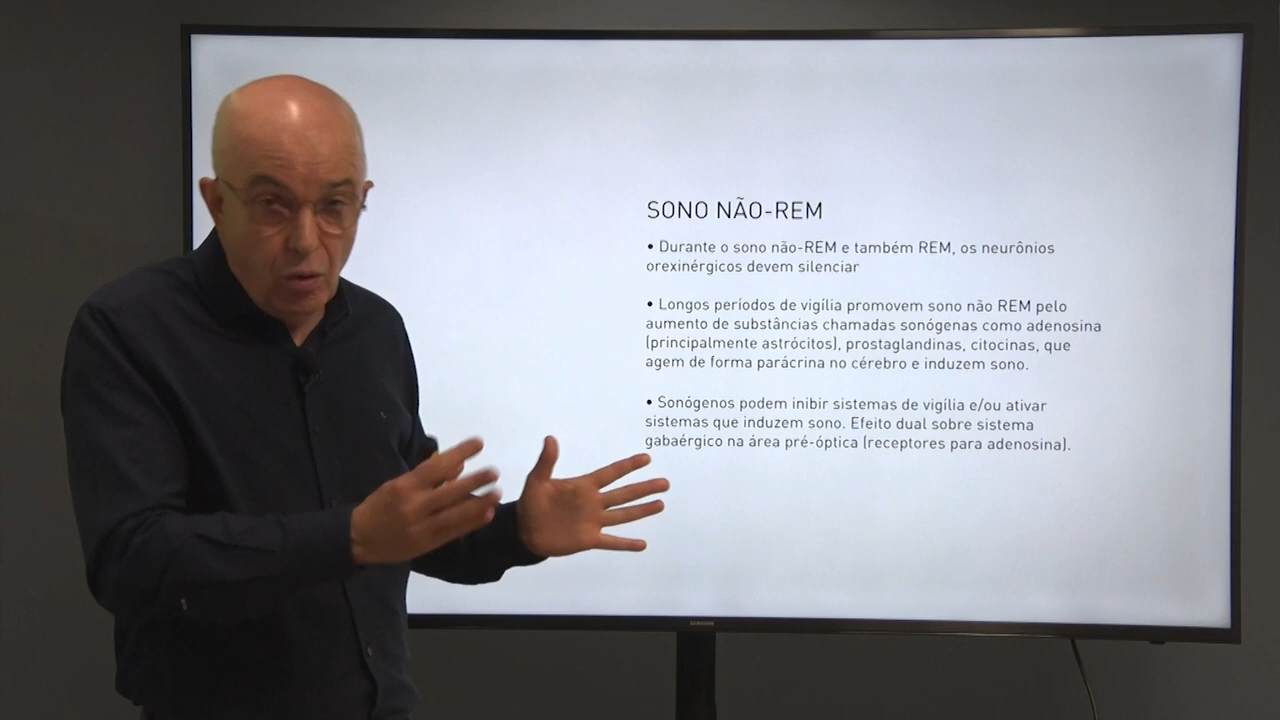 SONO NÃO-REM
• Durante o sono não-REM e também REM, os neurônios
orexinérgicos devem silenciar
• Longos períodos de vigília promovem sono não REM pelo
aumento de substâncias chamadas sonógenas como adenosina
(principalmente astrócitos), prostaglandinas, citocinas, que
agem de forma parácrina no cérebro e induzem sono.
• Sonógenos podem inibir sistemas de vigília e/ou ativar
sistemas que induzem sono. Efeito dual sobre sistema
gabaérgico na área pré-óptica (receptores para adenosina).
SAMSUNG